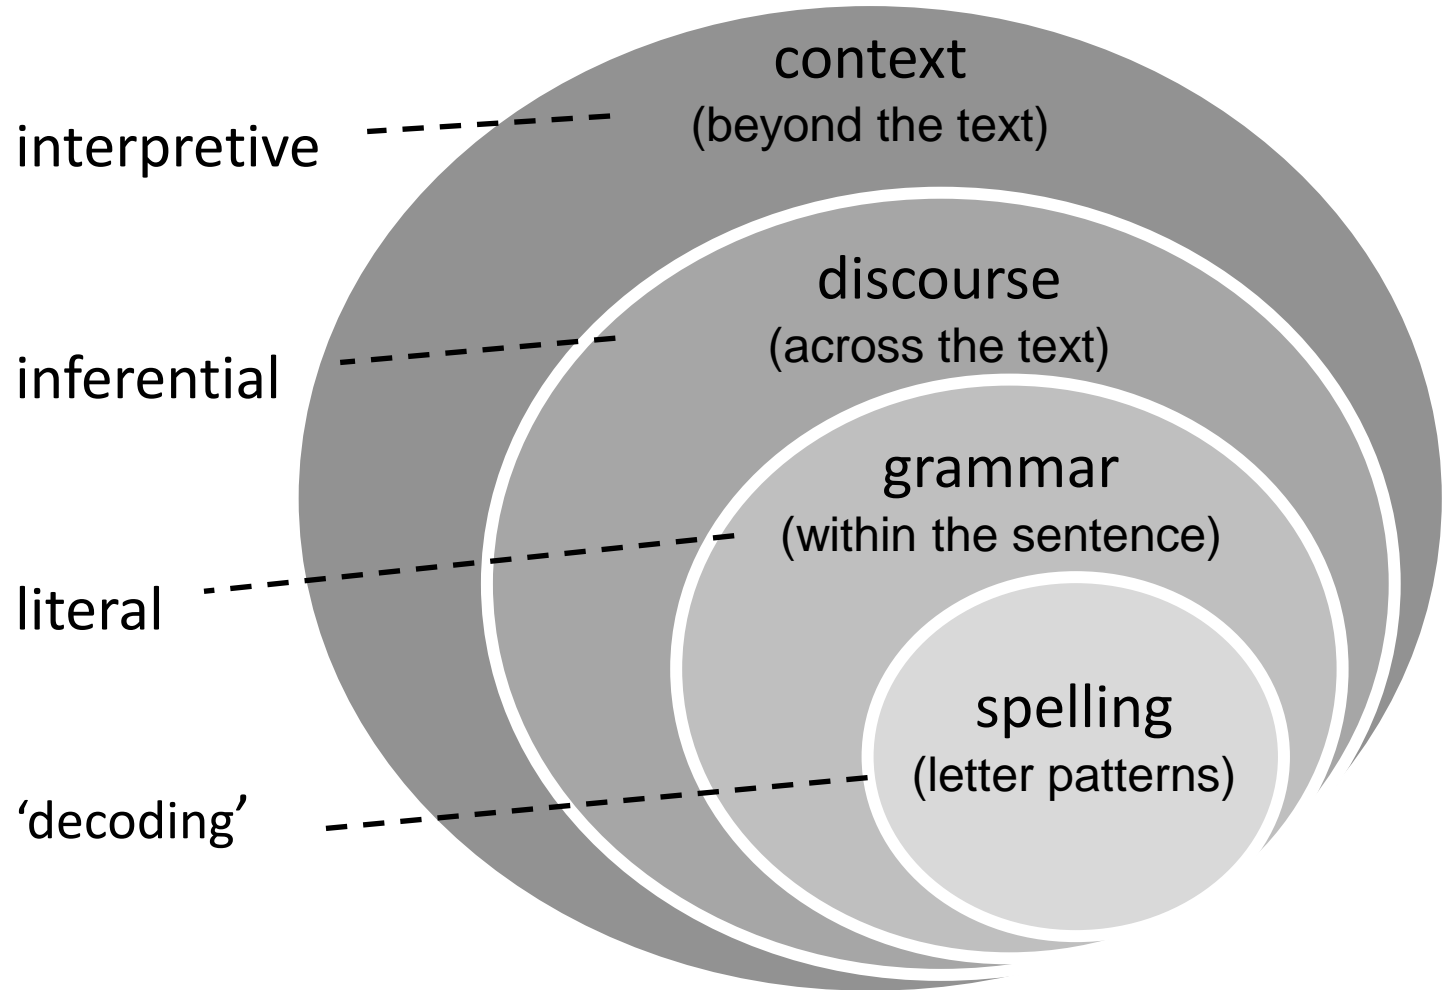 context
(beyond the text)
interpretive
discourse
(across the text)
inferential
grammar
(within the sentence)
literal
spelling
(letter patterns)
‘decoding’